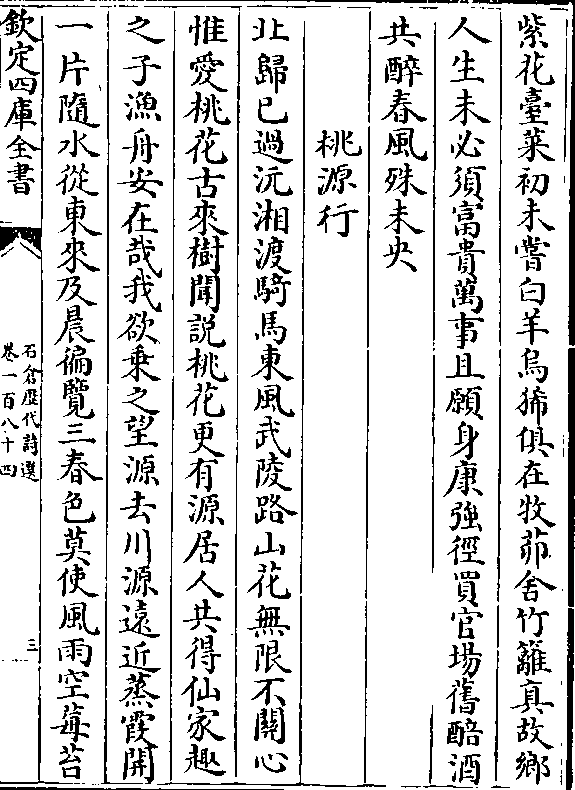 紫花臺菜初未嘗白羊烏㹠俱在牧茆舍竹籬真故鄉
人生未必須富貴萬事且願身康強徑買官場舊醅酒
共醉春風殊未央
桃源行
北歸已過沅湘渡騎馬東風武陵路山花無限不關心
惟愛桃花古來樹聞説桃花更有源居人共得仙家趣
之子漁舟安在哉我欲乘之望源去川源遠近蒸霞開
一片隨水從東來及晨徧覽三春色莫使風雨空莓苔
欽定四庫全書
石倉歴代詩選
卷一百八十四
三